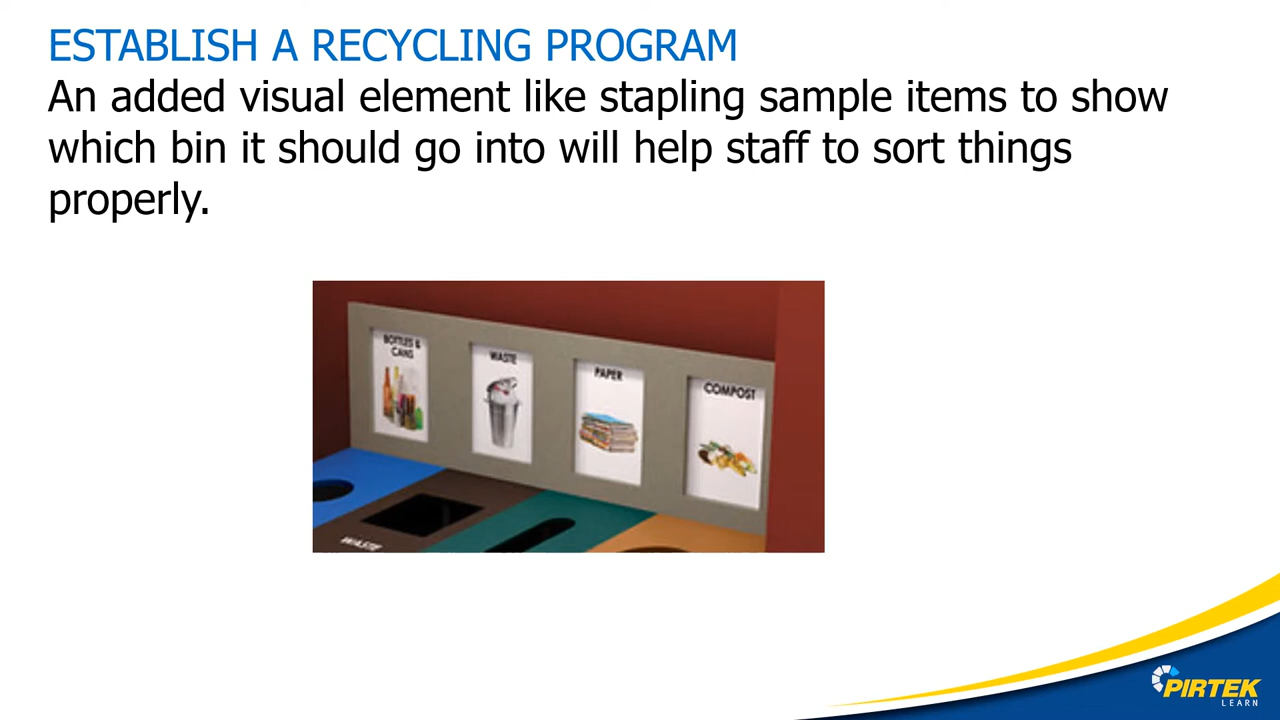 ESTABLISH A RECYCLING PROGRAM
An added visual element like stapling sample items to show
which bin it should go into will help staff to sort things
properly.
BOTTLES &
CANS
WASTE
PAPER
COMPOST
WASTE
PIRTEK
LEARN